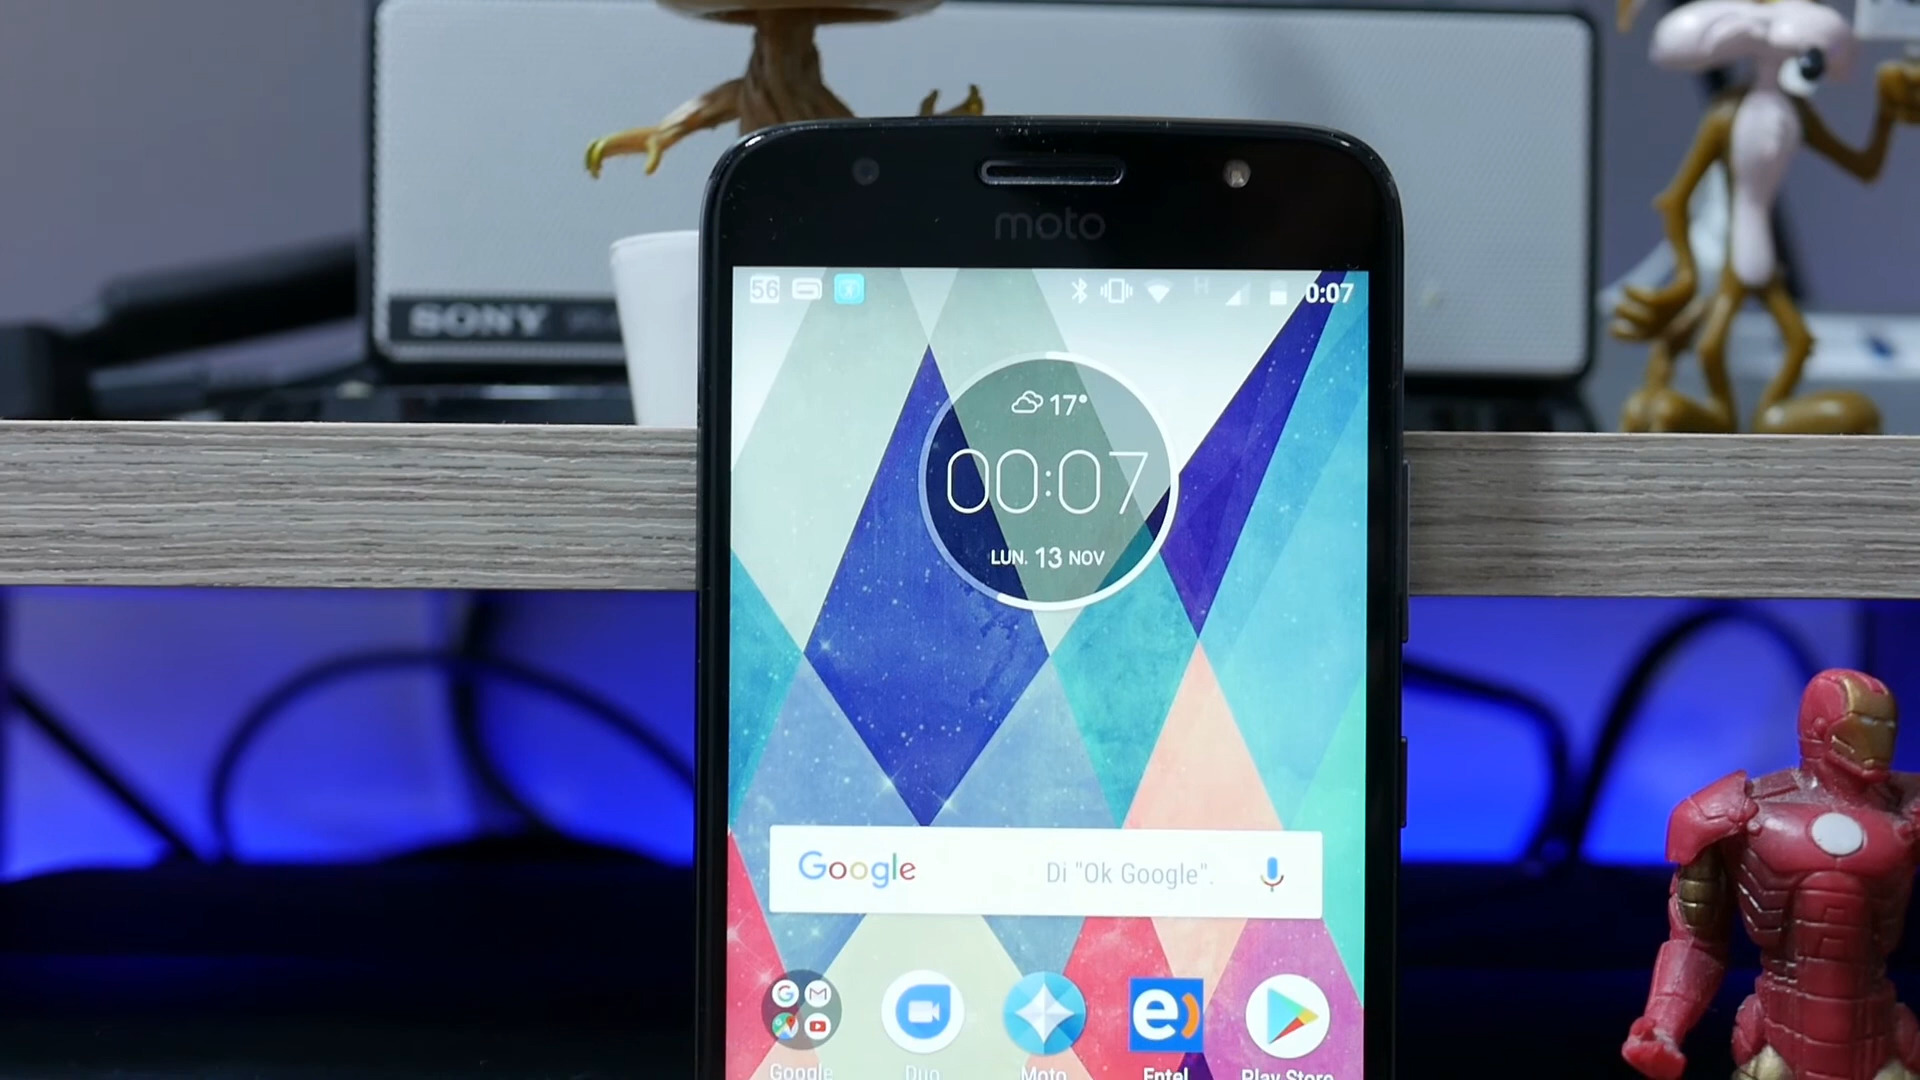 SONY
moto
56 H 0:07
17°
00:07
LUN. 13 NOV
Google Di "Ok Google".
Google Duo Moto Entel Play Store